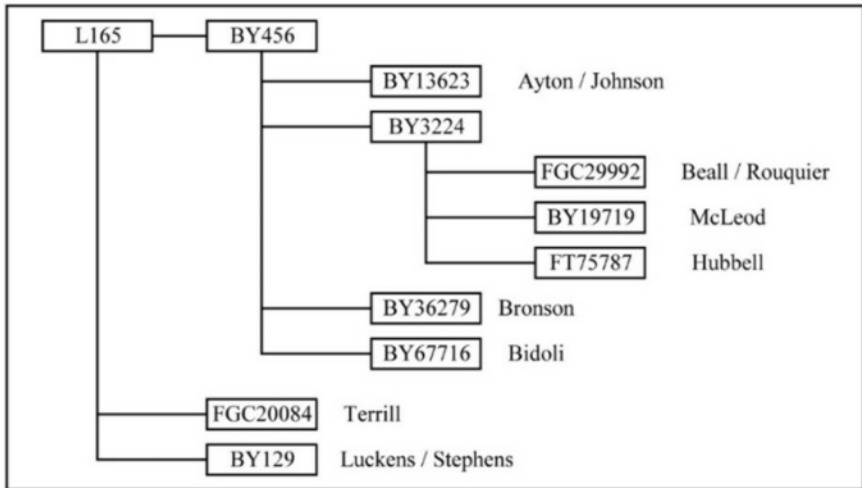 L165 BY456
BY13623 Ayton / Johnson
BY3224
FGC29992 Beall / Rouquier
BY19719 McLeod
FT75787 Hubbell
BY36279 Bronson
BY67716 Bidoli
FGC20084 Terrill
BY129 Luckens / Stephens